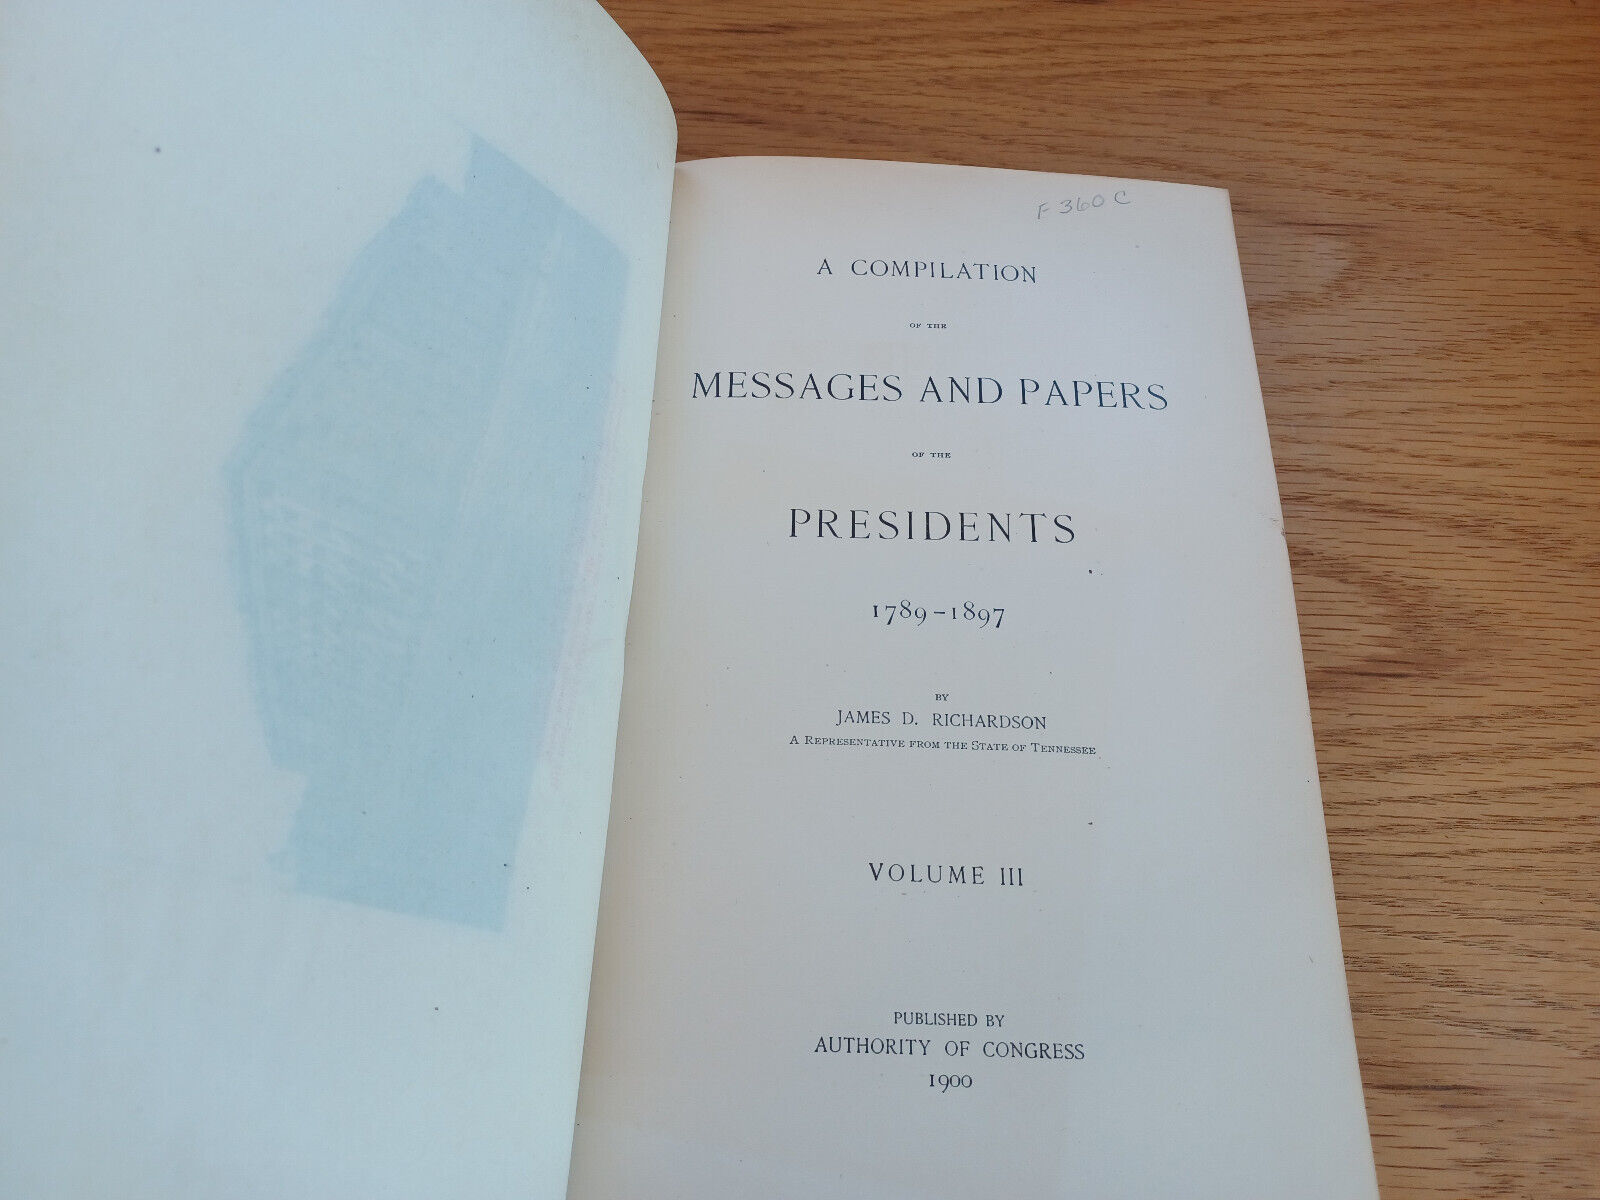 F 360 C
A COMPILATION
OF THE
MESSAGES AND PAPERS
OF THE
PRESIDENTS
1789–1897
BY
JAMES D. RICHARDSON
A REPRESENTATIVE FROM THE STATE OF TENNESSEE
VOLUME III
PUBLISHED BY
AUTHORITY OF CONGRESS
1900